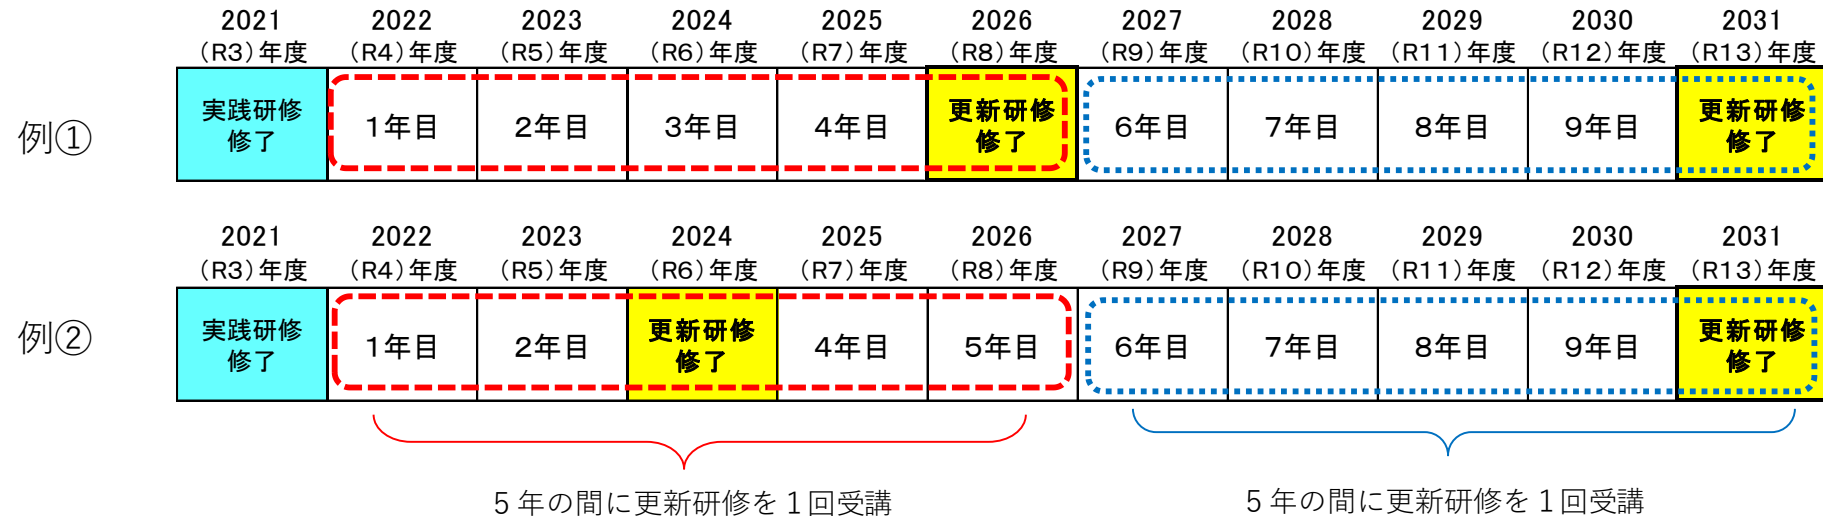 2021 2022 2023 2024 2025 2026 2027 2028 2029 2030 2031
（R3）年度 （R4）年度 （R5）年度 （R6）年度 （R7）年度 （R8）年度 （R9）年度 （R10）年度 （R11）年度 （R12）年度 （R13）年度
例①
実践研修
修了
1年目 2年目 3年目 4年目
更新研修
修了
6年目 7年目 8年目 9年目
更新研修
修了
2021 2022 2023 2024 2025 2026 2027 2028 2029 2030 2031
（R3）年度 （R4）年度 （R5）年度 （R6）年度 （R7）年度 （R8）年度 （R9）年度 （R10）年度 （R11）年度 （R12）年度 （R13）年度
例②
実践研修
修了
1年目 2年目
更新研修
修了
4年目 5年目 6年目 7年目 8年目 9年目
更新研修
修了
5年の間に更新研修を1回受講
5年の間に更新研修を1回受講